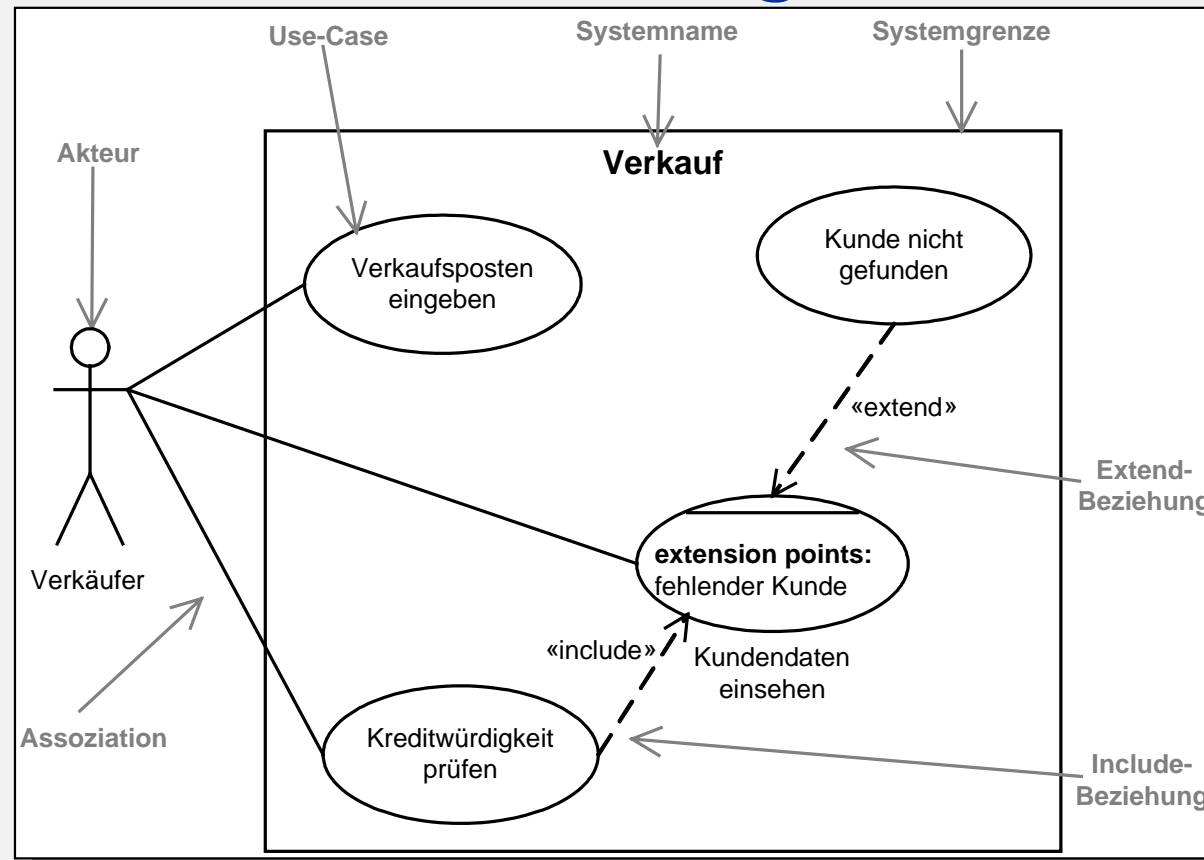 Use-Case
Systemname
Systemgrenze
Akteur
Verkauf
Verkaufsposten
eingeben
Kunde nicht
gefunden
«extend»
Extend-
Beziehung
extension points:
fehlender Kunde
Verkäufer
«include»
Kundendaten
einsehen
Assoziation
Kreditwürdigkeit
prüfen
Include-
Beziehung